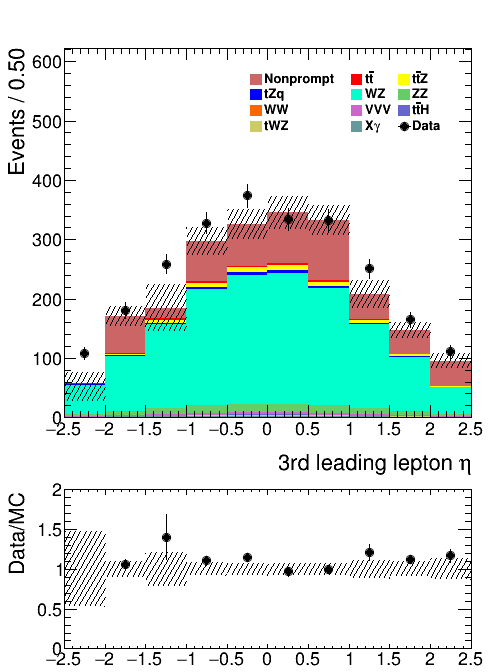 Events / 0.50
600
500
400
300
200
100
0
Nonprompt tt̄ tt̄Z
tZq WZ ZZ
WW VVV tt̄H
tWZ Xγ Data
−2.5 −2 −1.5 −1 −0.5 0 0.5 1 1.5 2 2.5
3rd leading lepton η
Data/MC
2
1.5
1
0.5
0
−2.5 −2 −1.5 −1 −0.5 0 0.5 1 1.5 2 2.5